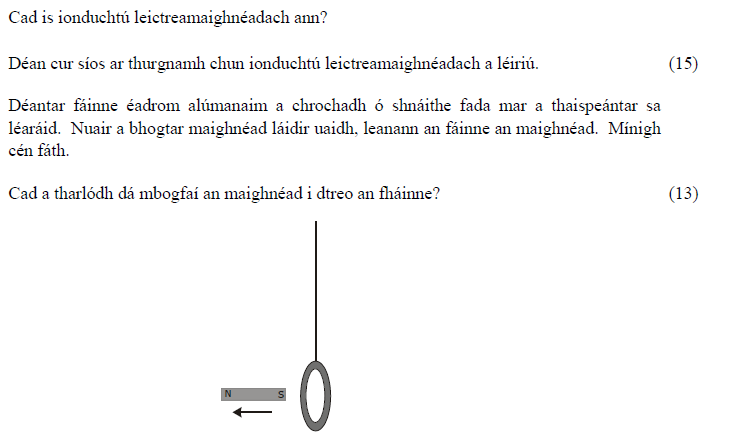 Cad is ionduchtú leictreamaighnéadach ann?
Déan cur síos ar thurgnamh chun ionduchtú leictreamaighnéadach a léiriú. (15)
Déantar fáinne éadrom alúmanaim a chrochadh ó shnáithe fada mar a thaispeántar sa
léaráid. Nuair a bhogtar maighnéad láidir uaidh, leanann an fáinne an maighnéad. Mínigh
cén fáth.
Cad a tharlódh dá mbogfaí an maighnéad i dtreo an fháinne? (13)
N S